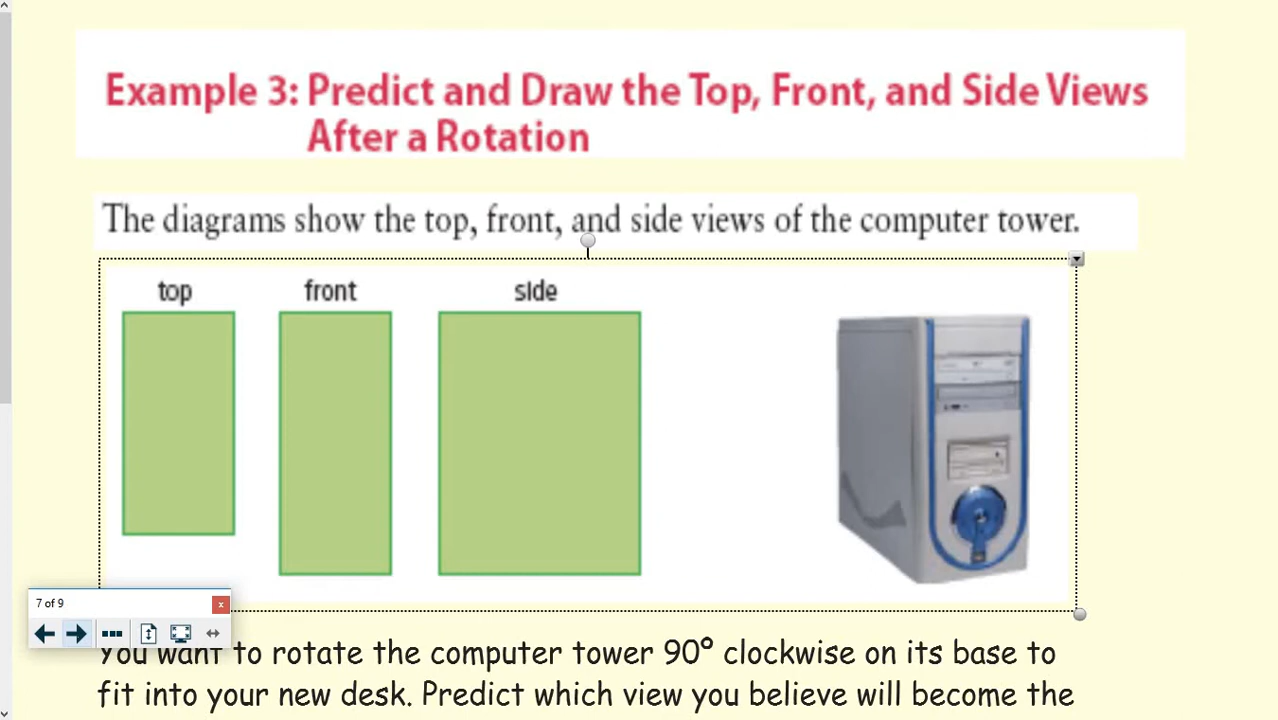 Example 3: Predict and Draw the Top, Front, and Side Views
After a Rotation
The diagrams show the top, front, and side views of the computer tower.
top front side
7 of 9 x
You want to rotate the computer tower 90º clockwise on its base to
fit into your new desk. Predict which view you believe will become the